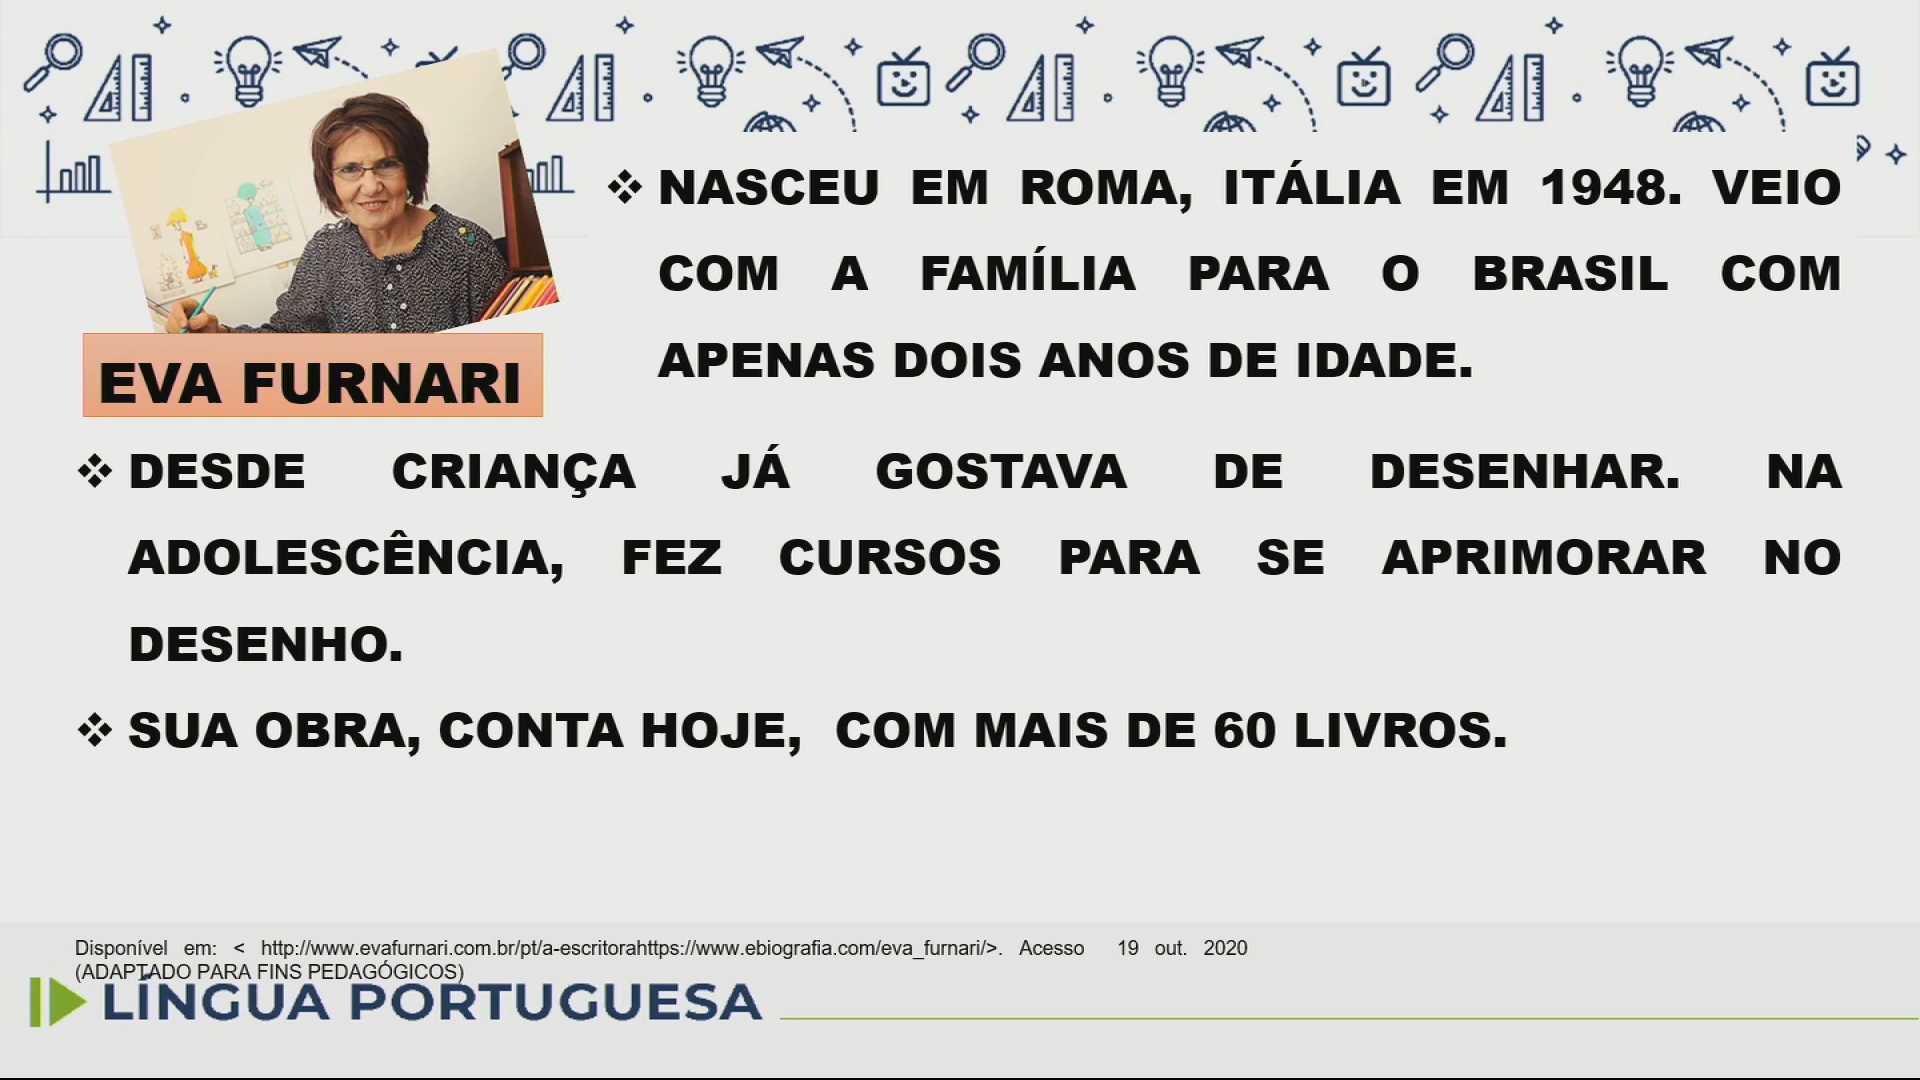 ❖ NASCEU EM ROMA, ITÁLIA EM 1948. VEIO
COM A FAMÍLIA PARA O BRASIL COM
APENAS DOIS ANOS DE IDADE.
EVA FURNARI
❖ DESDE CRIANÇA JÁ GOSTAVA DE DESENHAR. NA
ADOLESCÊNCIA, FEZ CURSOS PARA SE APRIMORAR NO
DESENHO.
❖ SUA OBRA, CONTA HOJE, COM MAIS DE 60 LIVROS.
Disponível em: < http://www.evafurnari.com.br/pt/a-escritorahttps://www.ebiografia.com/eva_furnari/>. Acesso 19 out. 2020
(ADAPTADO PARA FINS PEDAGÓGICOS)
LÍNGUA PORTUGUESA